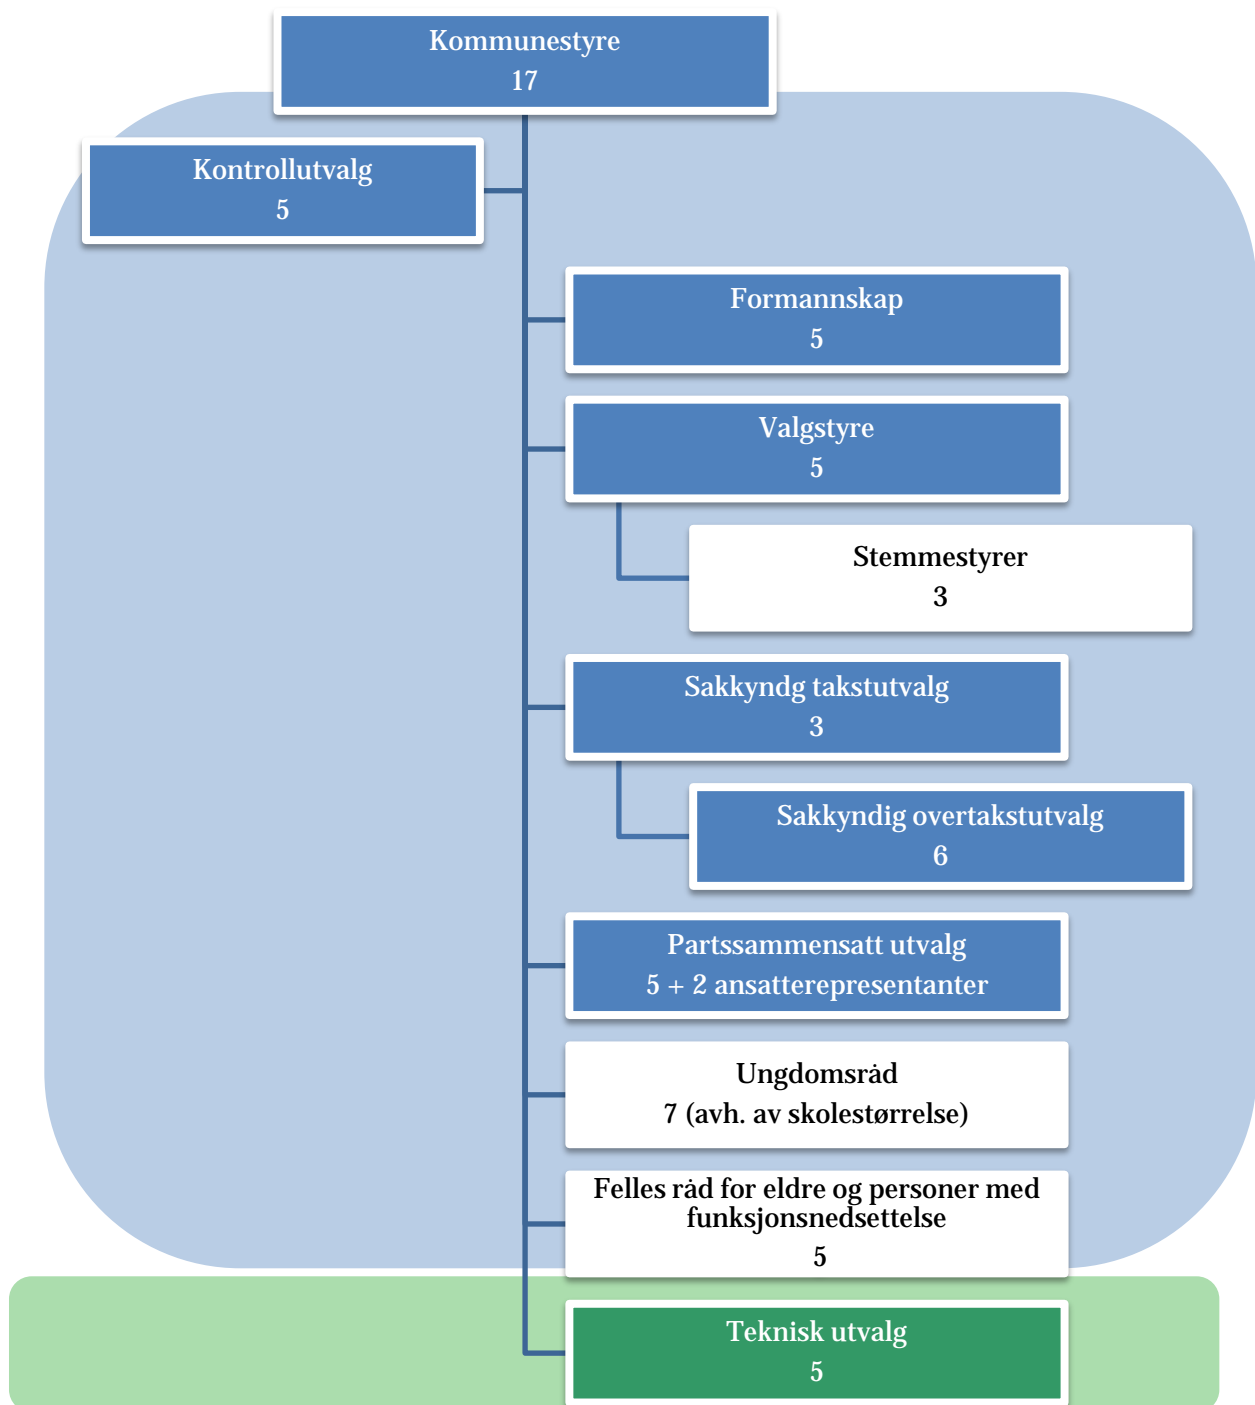 Kommunestyre
17
Kontrollutvalg
5
Formannskap
5
Valgstyre
5
Stemmestyrer
3
Sakkyndg takstutvalg
3
Sakkyndig overtakstutvalg
6
Partssammensatt utvalg
5 + 2 ansatterepresentanter
Ungdomsråd
7 (avh. av skolestørrelse)
Felles råd for eldre og personer med
funksjonsnedsettelse
5
Teknisk utvalg
5